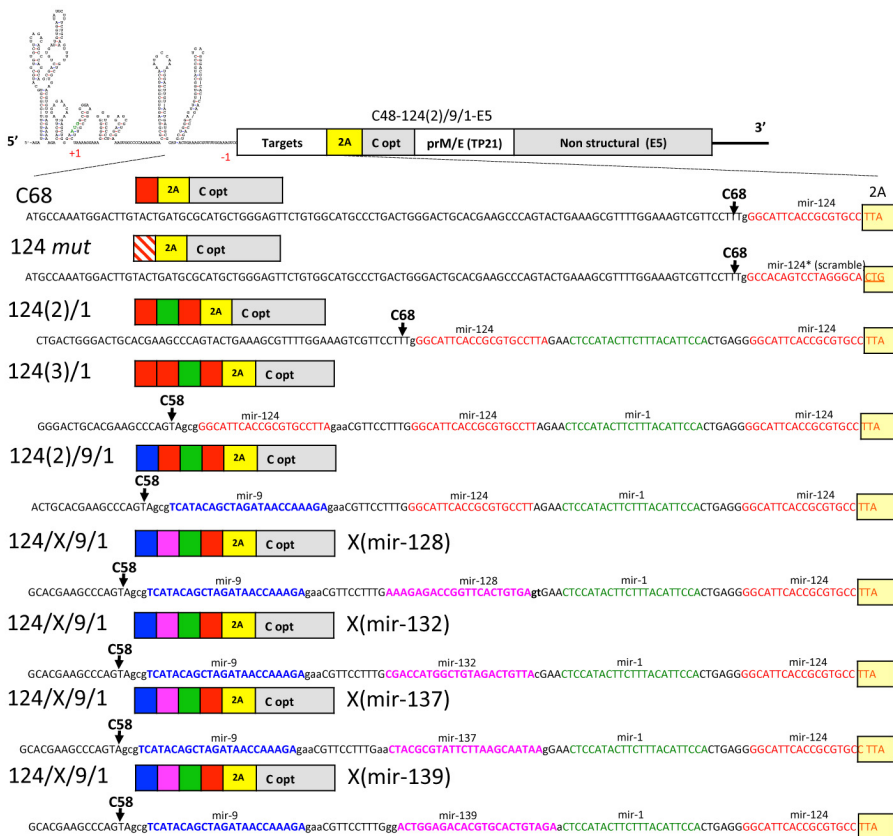 C48-124(2)/9/1-E5
5’
3’
+1
-1
Targets
2A
C opt
prM/E (TP21)
Non structural (E5)
C68
2A
C opt
C68
mir-124
2A
ATGCCAAATGGACTTGTACTGATGCGCATGCTGGGAGTTCTGTGGCATGCCCTGACTGGGACTGCACGAAGCCCAGTACTGAAAGCGTTTTGGAAAGTCGTTCCTTTgGGCATTCACCGCGTGCCTTA
124 mut
2A
C opt
C68
mir-124* (scramble)
ATGCCAAATGGACTTGTACTGATGCGCATGCTGGGAGTTCTGTGGCATGCCCTGACTGGGACTGCACGAAGCCCAGTACTGAAAGCGTTTTGGAAAGTCGTTCCTTTgGCCACAGTCCTAGGGCACTG
124(2)/1
2A
C opt
C68
mir-124
mir-1
mir-124
CTGACTGGGACTGCACGAAGCCCAGTACTGAAAGCGTTTTGGAAAGTCGTTCCTTTgGGCATTCACCGCGTGCCTTAGAACTCCATACTTCTTTACATTCCACTGAGGGGCATTCACCGCGTGCCTTA
124(3)/1
2A
C opt
C58
mir-124
mir-124
mir-1
mir-124
GGGACTGCACGAAGCCCAGTAgcgGGCATTCACCGCGTGCCTTAgaaCGTTCCTTTGGGCATTCACCGCGTGCCTTAGAACTCCATACTTCTTTACATTCCACTGAGGGGCATTCACCGCGTGCCTTA
124(2)/9/1
2A
C opt
C58
mir-9
mir-124
mir-1
mir-124
ACTGCACGAAGCCCAGTAgcgTCATACAGCTAGATAACCAAAGAgaaCGTTCCTTTGGGCATTCACCGCGTGCCTTAGAACTCCATACTTCTTTACATTCCACTGAGGGGCATTCACCGCGTGCCTTA
124/X/9/1
2A
C opt
X(mir-128)
C58
mir-9
mir-128
mir-1
mir-124
GCACGAAGCCCAGTAgcgTCATACAGCTAGATAACCAAAGAgaaCGTTCCTTTGAAAGAGACCGGTTCACTGTGAgtGAACTCCATACTTCTTTACATTCCACTGAGGGGCATTCACCGCGTGCCTTA
124/X/9/1
2A
C opt
X(mir-132)
C58
mir-9
mir-132
mir-1
mir-124
GCACGAAGCCCAGTAgcgTCATACAGCTAGATAACCAAAGAgaaCGTTCCTTTGCGACCATGGCTGTAGACTGTTAcGAACTCCATACTTCTTTACATTCCACTGAGGGGCATTCACCGCGTGCCTTA
124/X/9/1
2A
C opt
X(mir-137)
C58
mir-9
mir-137
mir-1
mir-124
GCACGAAGCCCAGTAgcgTCATACAGCTAGATAACCAAAGAgaaCGTTCCTTTGaaCTACGCGTATTCTTAAGCAATAAgGAACTCCATACTTCTTTACATTCCACTGAGGGGCATTCACCGCGTGCCTTA
124/X/9/1
2A
C opt
X(mir-139)
C58
mir-9
mir-139
mir-1
mir-124
GCACGAAGCCCAGTAgcgTCATACAGCTAGATAACCAAAGAgaaCGTTCCTTTGggACTGGAGACACGTGCACTGTAGAaCTCCATACTTCTTTACATTCCACTGAGGGGCATTCACCGCGTGCCTTA